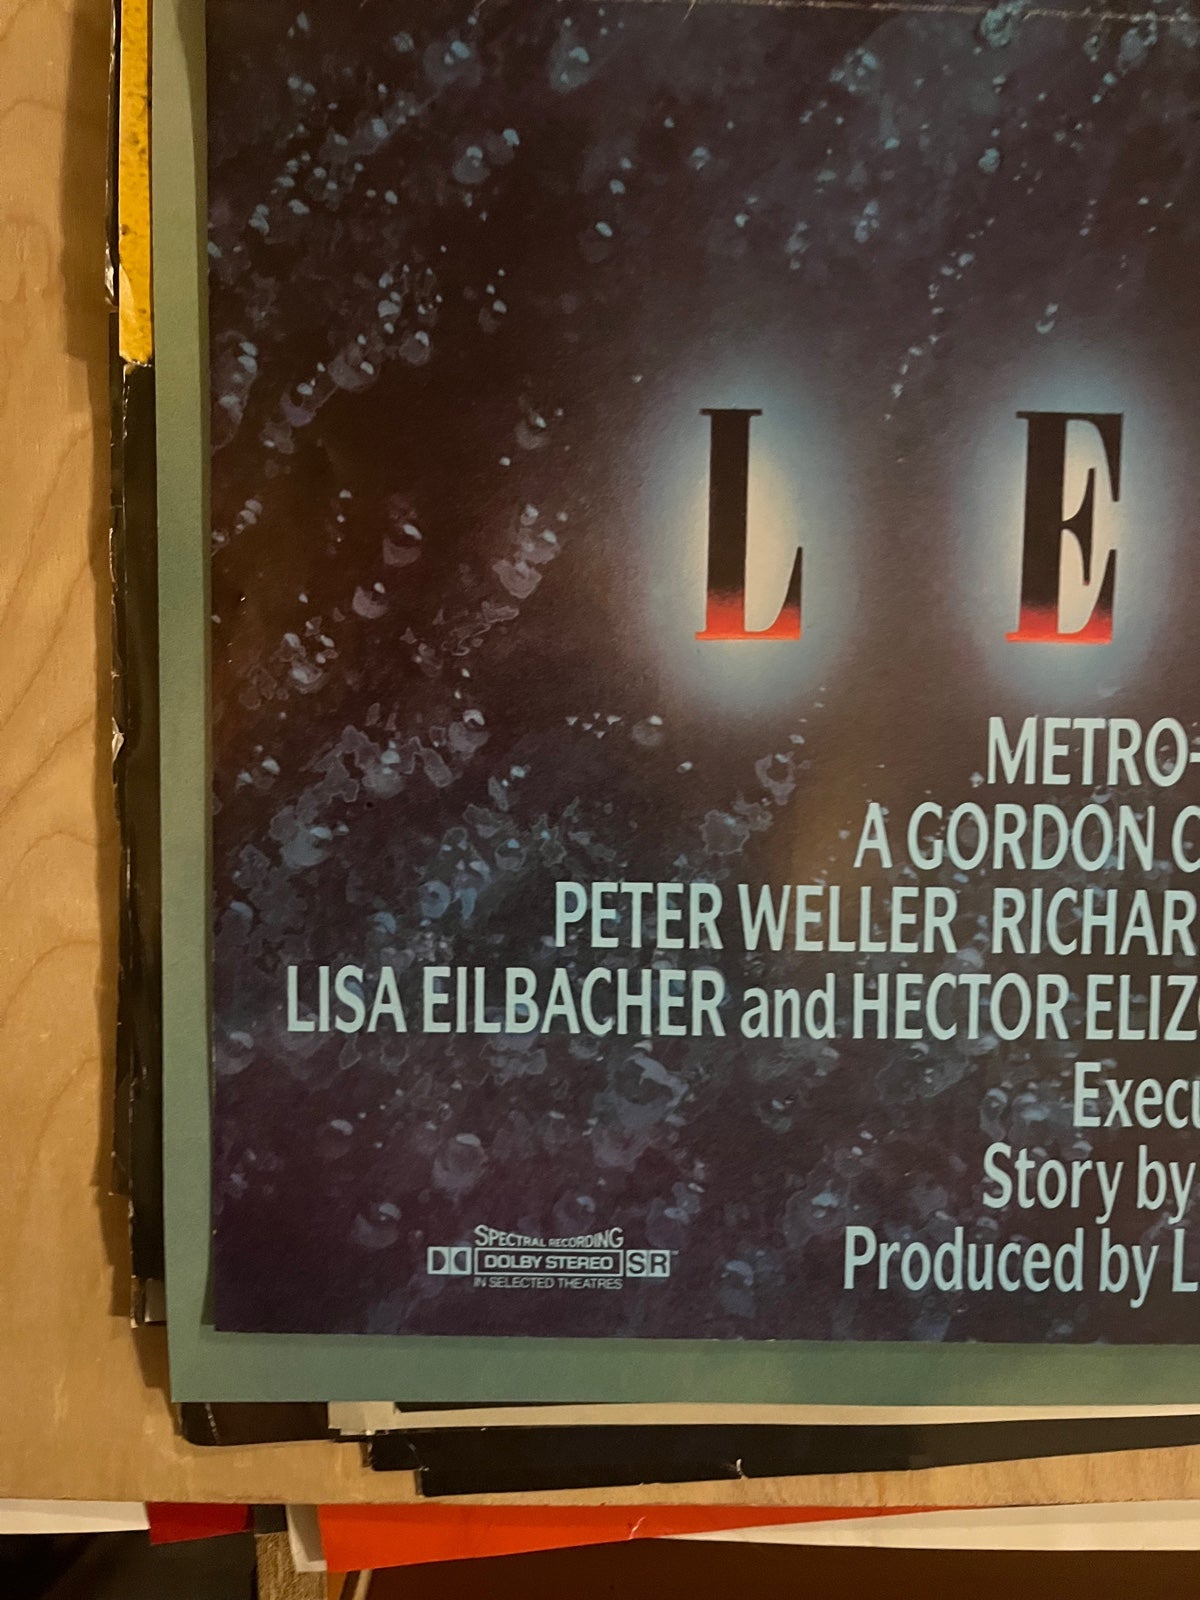 L E
METRO-
A GORDON C
PETER WELLER RICHAR
LISA EILBACHER and HECTOR ELIZ
Execu
Story by
Produced by L
SPECTRAL RECORDING
DOLBY STEREO SR™
IN SELECTED THEATRES